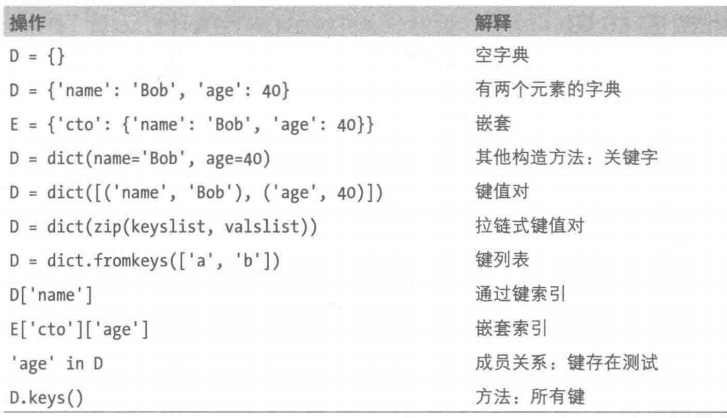 操作 解释
D = {} 空字典
D = {'name': 'Bob', 'age': 40} 有两个元素的字典
E = {'cto': {'name': 'Bob', 'age': 40}} 嵌套
D = dict(name='Bob', age=40) 其他构造方法：关键字
D = dict([('name', 'Bob'), ('age', 40)]) 键值对
D = dict(zip(keyslist, valslist)) 拉链式键值对
D = dict.fromkeys(['a', 'b']) 键列表
D['name'] 通过键索引
E['cto']['age'] 嵌套索引
'age' in D 成员关系：键存在测试
D.keys() 方法：所有键